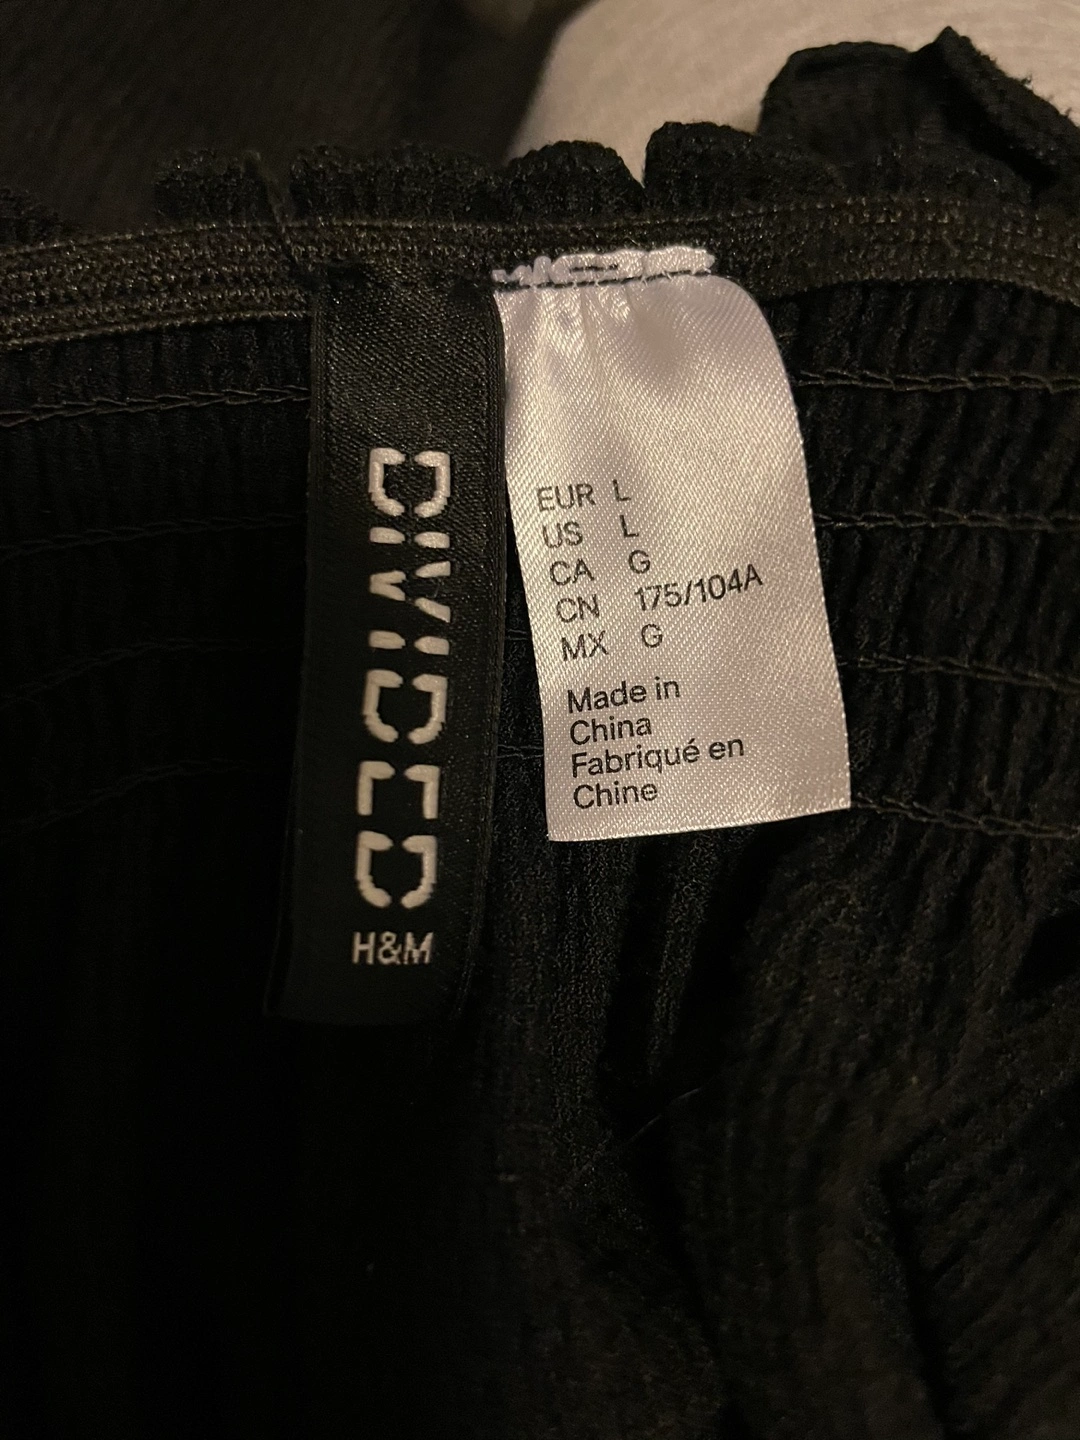 DIVIDED
H&M
EUR L
US L
CA G
CN 175/104A
MX G
Made in
China
Fabriqué en
Chine